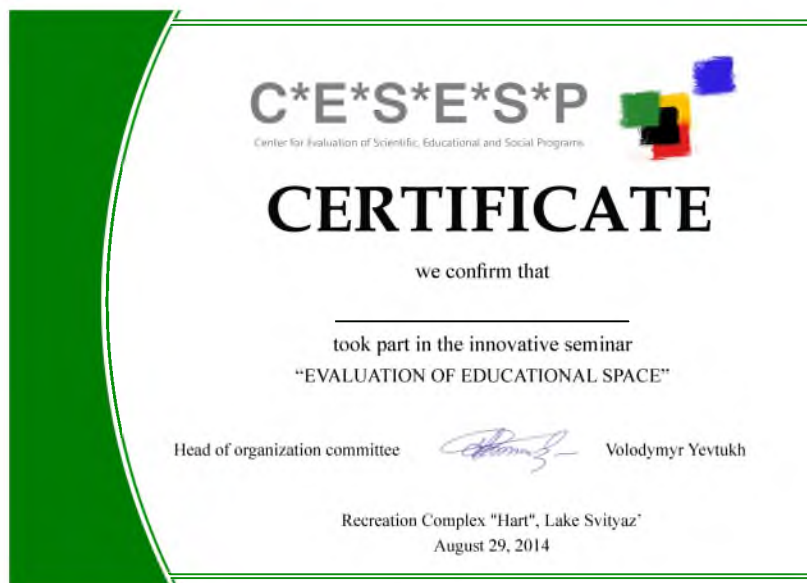 C*E*S*E*S*P
Center for Evaluation of Scientific, Educational and Social Programs
CERTIFICATE
we confirm that
took part in the innovative seminar
“EVALUATION OF EDUCATIONAL SPACE”
Head of organization committee Volodymyr Yevtukh
Recreation Complex "Hart", Lake Svityaz’
August 29, 2014